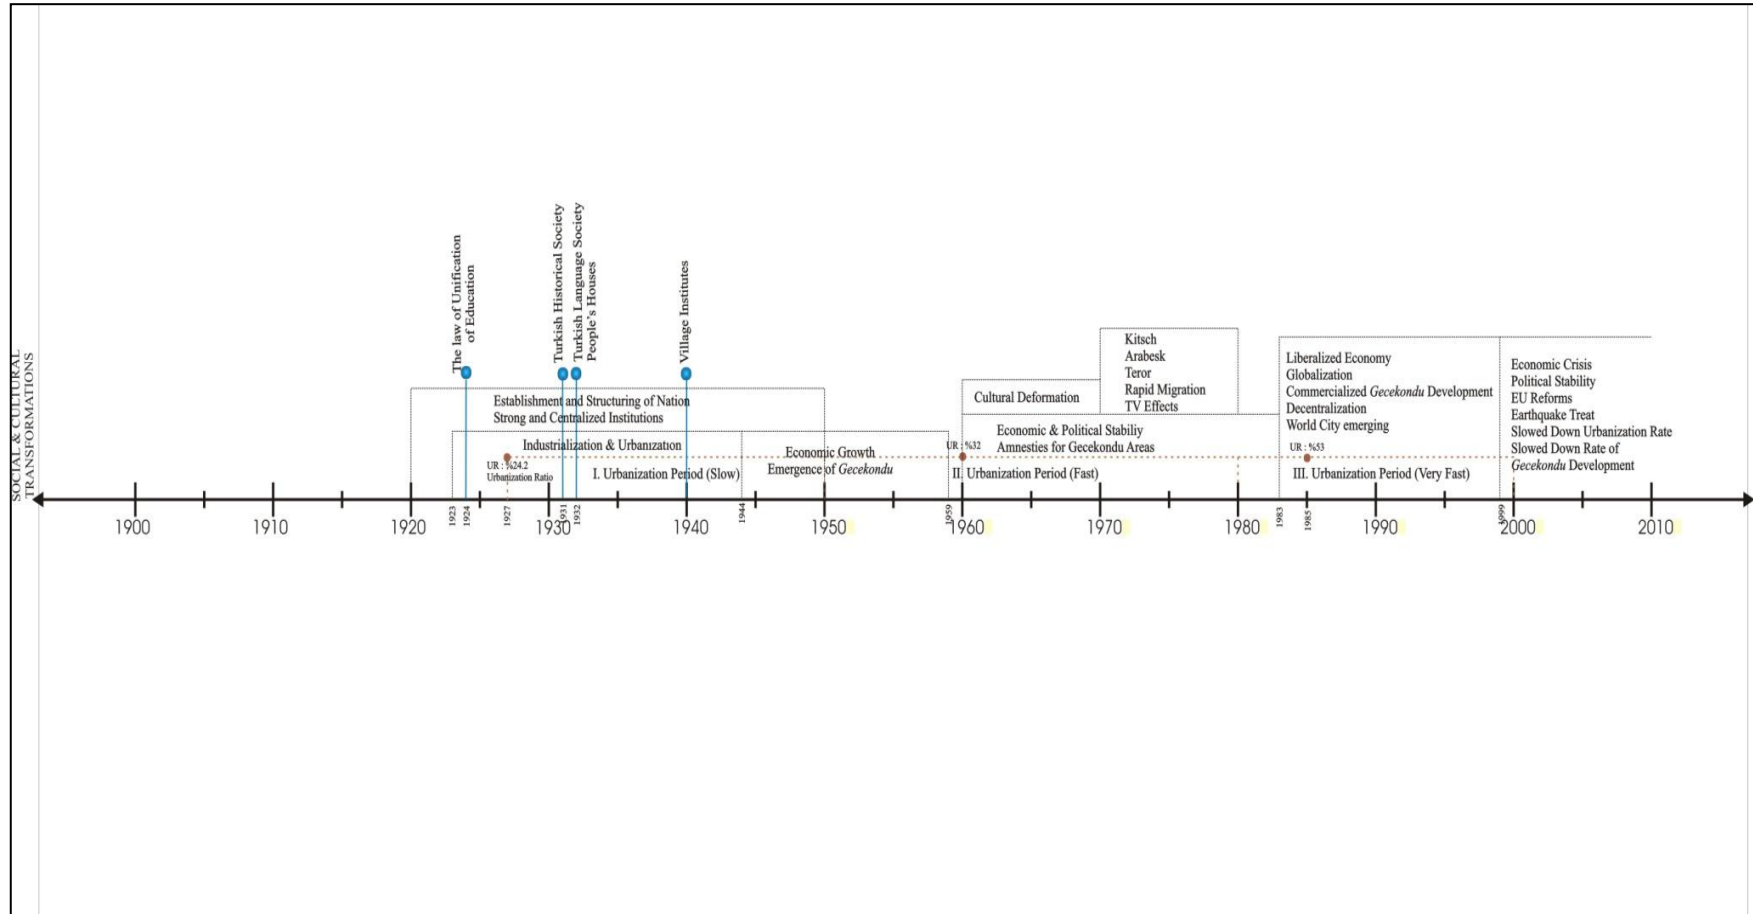 SOCIAL & CULTURAL
TRANSFORMATIONS
The law of Unification
of Education
Turkish Historical Society
Turkish Language Society
People's Houses
Village Institutes
Establishment and Structuring of Nation
Strong and Centralized Institutions
Industrialization & Urbanızation
UR : %24.2
Urbanization Ratio
I. Urbanization Period (Slow)
Economic Growth
Emergence of Gecekondu
Cultural Deformation
Kitsch
Arabesk
Teror
Rapid Migration
TV Effects
Economic & Political Stabiliy
Amnesties for Gecekondu Areas
UR : %32
II. Urbanization Period (Fast)
Liberalized Economy
Globalization
Commercialized Gecekondu Development
Decentralization
World City emerging
UR : %53
III. Urbanization Period (Very Fast)
Economic Crisis
Political Stability
EU Reforms
Earthquake Treat
Slowed Down Urbanization Rate
Slowed Down Rate of
Gecekondu Development
1923
1924
1927
1931
1932
1944
1959
1983
1985
1999
1900 1910 1920 1930 1940 1950 1960 1970 1980 1990 2000 2010